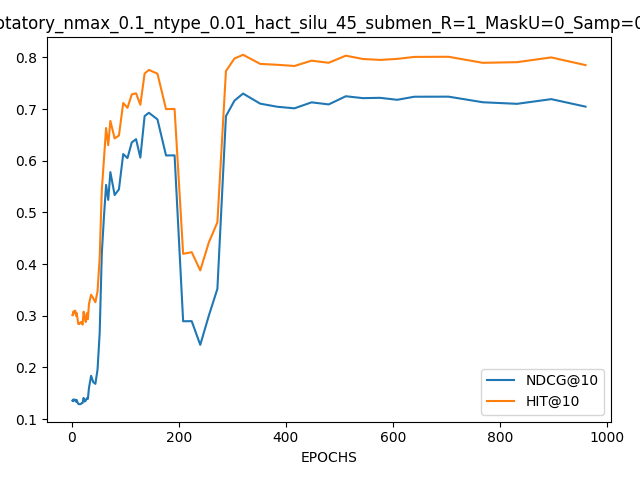 otatory_nmax_0.1_ntype_0.01_hact_silu_45_submen_R=1_MaskU=0_Samp=0
0.8
0.7
0.6
0.5
0.4
0.3
0.2
0.1
NDCG@10
HIT@10
0 200 400 600 800 1000
EPOCHS